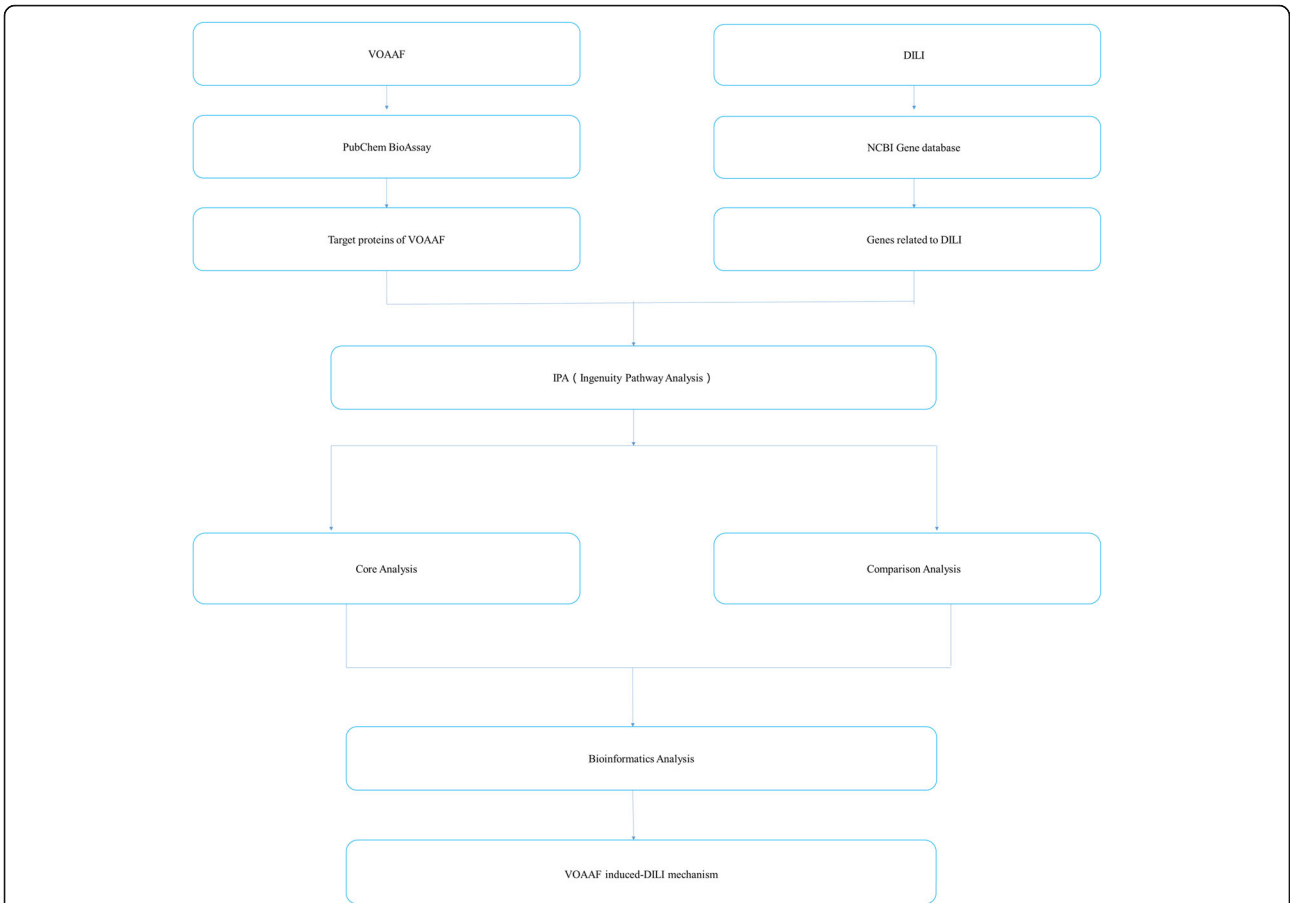 VOAAF
DILI
PubChem BioAssay
NCBI Gene database
Target proteins of VOAAF
Genes related to DILI
IPA ( Ingenuity Pathway Analysis )
Core Analysis
Comparison Analysis
Bioinformatics Analysis
VOAAF induced-DILI mechanism